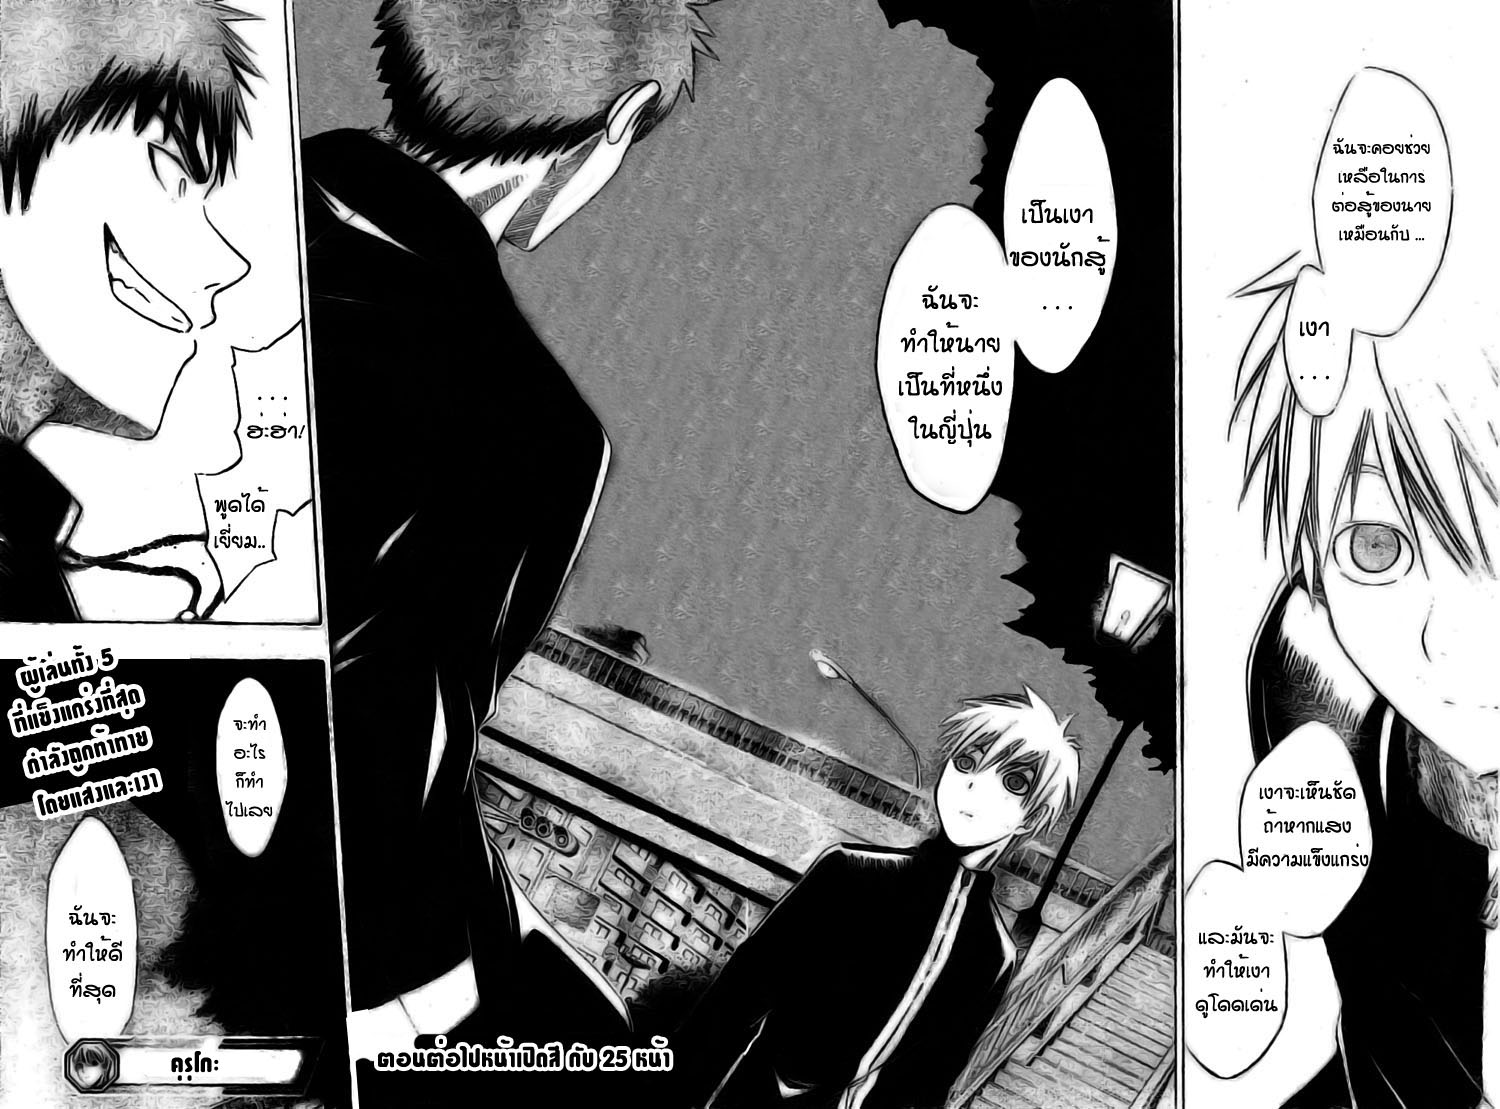 ฉันจะคอยช่วย
เหลือในการ
ต่อสู้ของนาย
เหมือนกับ ...
เงา
...
เงาจะเห็นชัด
ถ้าหากแสง
มีความแข็งแกร่ง
และมันจะ
ทำให้เงา
ดูโดดเด่น
เป็นเงา
ของนักสู้
...
ฉันจะ
ทำให้นาย
เป็นที่หนึ่ง
ในญี่ปุ่น
...
ฮ่ะฮ่า!
พูดได้
เยี่ยม..
จะทำ
อะไร
ก็ทำ
ไปเลย
ฉันจะ
ทำให้ดี
ที่สุด
ผู้เล่นทั้ง 5
ที่แข็งแกร่งที่สุด
กำลังถูกท้าทาย
โดยแสงและเงา
คุรุโกะ
ตอนต่อไปหน้าเปิดสี กับ 25 หน้า